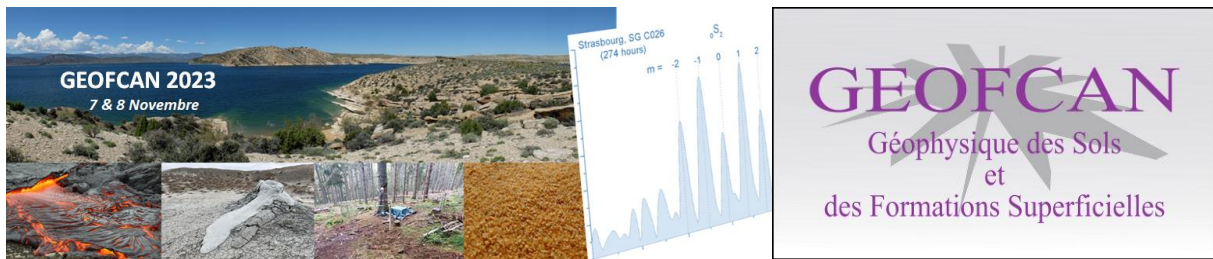 GEOFCAN 2023
7 & 8 Novembre
Strasbourg, SG C026
(274 hours)
₀S₂
m = -2 -1 0 1 2
GEOFCAN
Géophysique des Sols
et
des Formations Superficielles